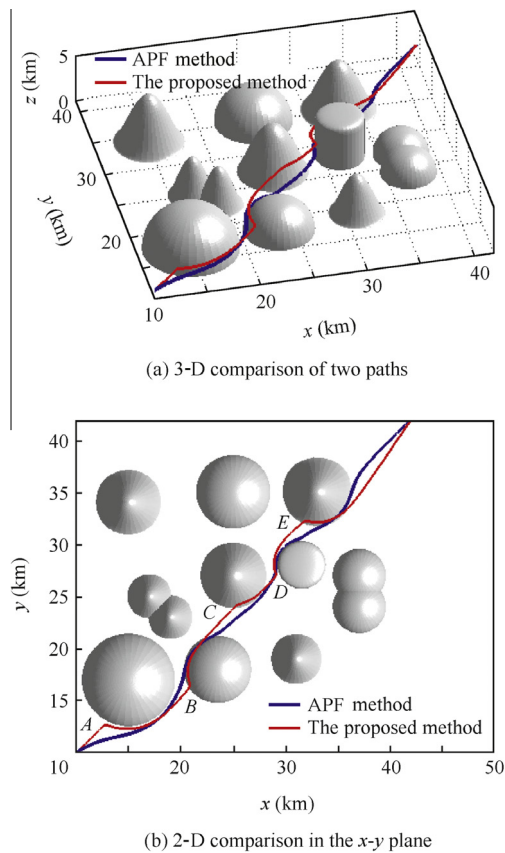 5
z (km)
0
40
30
y (km)
20
10
20
30
40
x (km)
APF method
The proposed method
(a) 3-D comparison of two paths
40
35
30
y (km)
25
20
15
10
20
30
40
50
x (km)
A
B
C
D
E
APF method
The proposed method
(b) 2-D comparison in the x-y plane